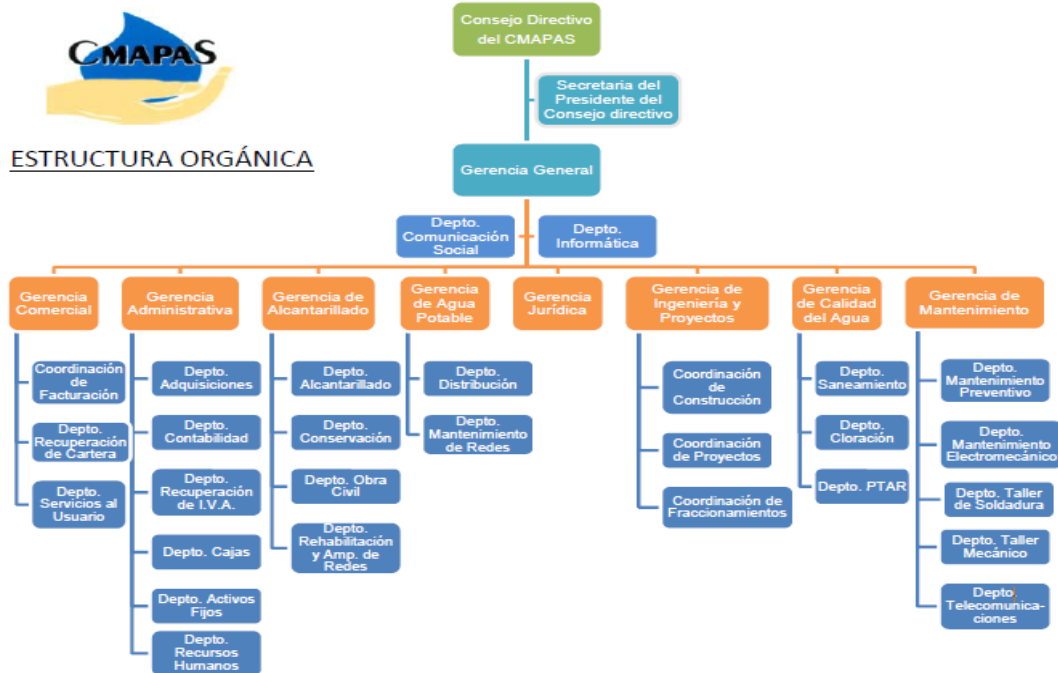 CMAPAS
ESTRUCTURA ORGÁNICA
Consejo Directivo
del CMAPAS
Secretaria del
Presidente del
Consejo directivo
Gerencia General
Depto.
Comunicación
Social
Depto.
Informática
Gerencia
Comercial
Coordinación
de
Facturación
Depto.
Recuperación
de Cartera
Depto.
Servicios al
Usuario
Gerencia
Administrativa
Depto.
Adquisiciones
Depto.
Contabilidad
Depto.
Recuperación
de I.V.A.
Depto. Cajas
Depto. Activos
Fijos
Depto.
Recursos
Humanos
Gerencia de
Alcantarillado
Depto.
Alcantarillado
Depto.
Conservación
Depto. Obra
Civil
Depto.
Rehabilitación
y Amp. de
Redes
Gerencia
de Agua
Potable
Depto.
Distribución
Depto.
Mantenimiento
de Redes
Gerencia
Jurídica
Gerencia de
Ingeniería y
Proyectos
Coordinación
de
Construcción
Coordinación
de Proyectos
Coordinación de
Fraccionamientos
Gerencia
de Calidad
del Agua
Depto.
Saneamiento
Depto.
Cloración
Depto. PTAR
Gerencia de
Mantenimiento
Depto.
Mantenimiento
Preventivo
Depto.
Mantenimiento
Electromecánico
Depto. Taller
de Soldadura
Depto. Taller
Mecánico
Depto
Telecomunica-
ciones